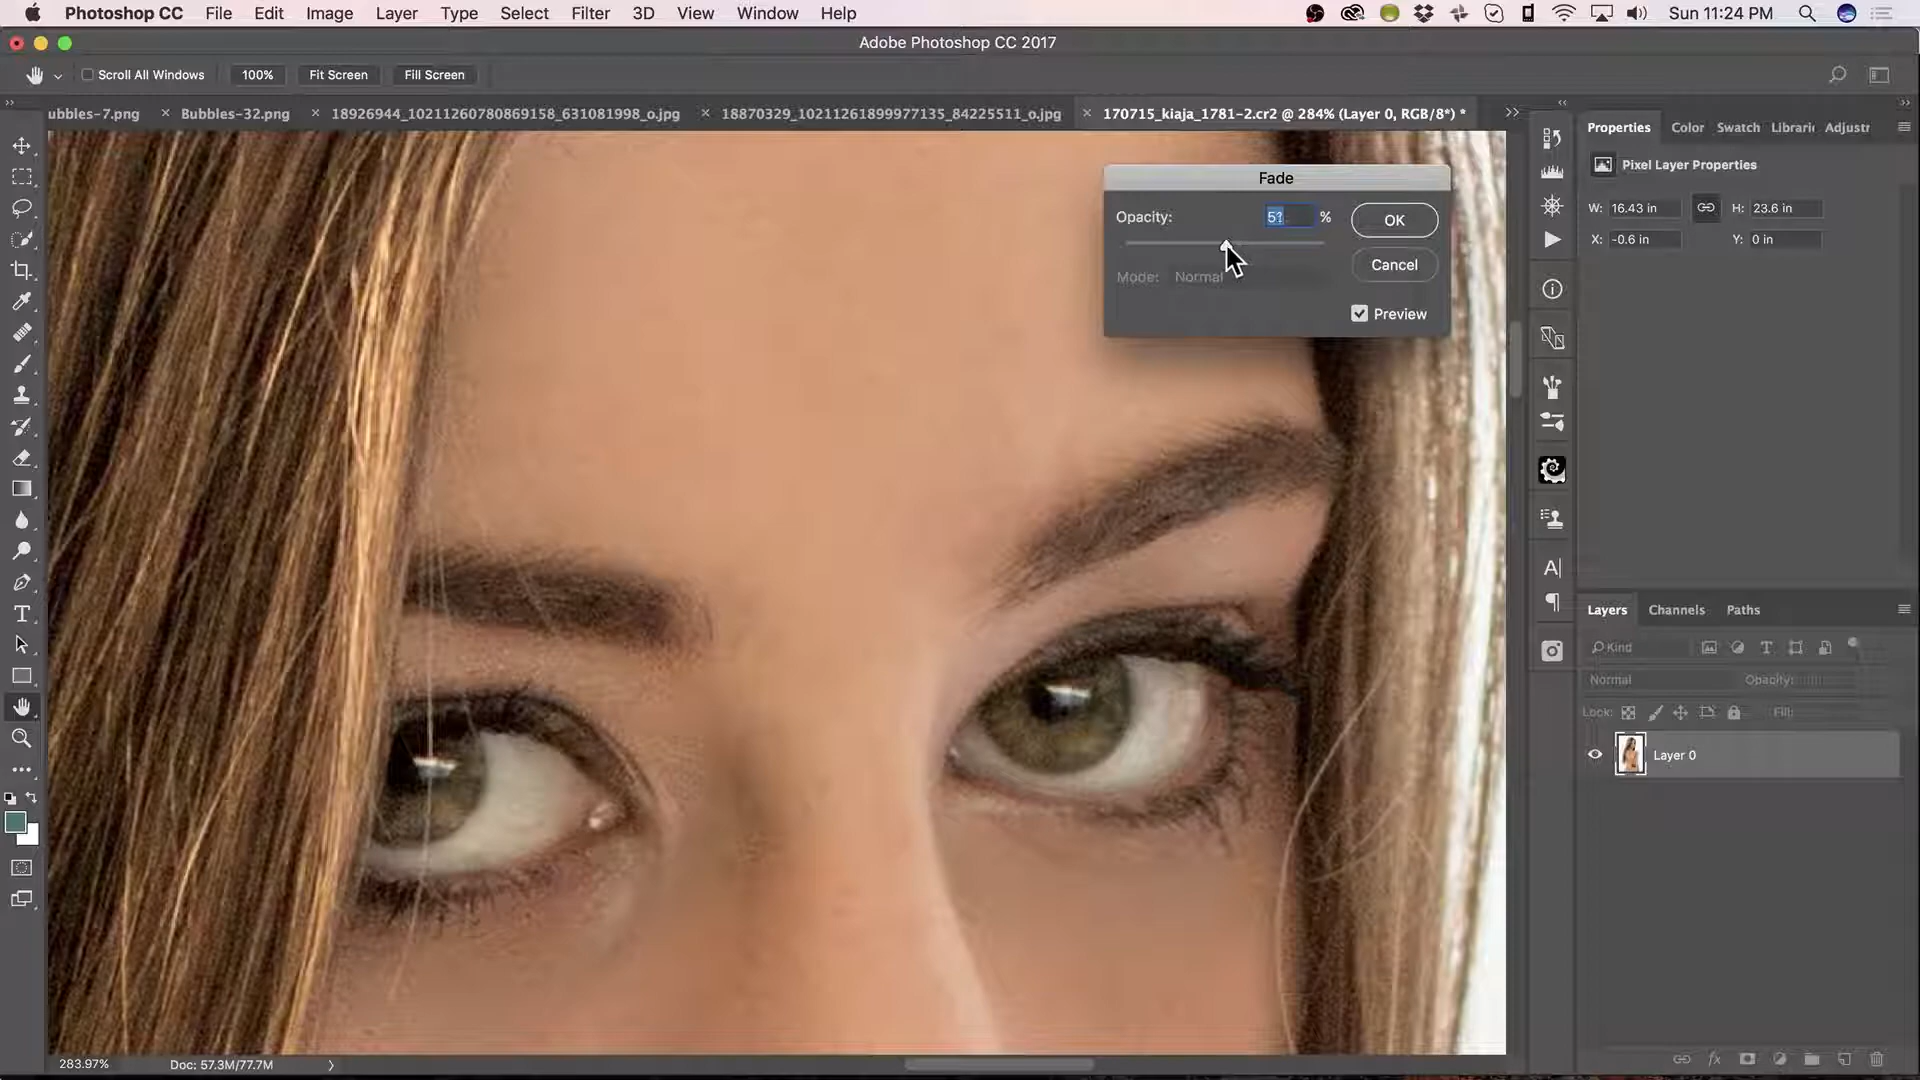 Photoshop CC File Edit Image Layer Type Select Filter 3D View Window Help Sun 11:24 PM
Adobe Photoshop CC 2017
Scroll All Windows 100% Fit Screen Fill Screen
ubbles-7.png × Bubbles-32.png × 18926944_10211260780869158_631081998_o.jpg × 18870329_10211261899977135_84225511_o.jpg × 170715_kiaja_1781-2.cr2 @ 284% (Layer 0, RGB/8*) *
Fade
Opacity: %
OK
Mode: Normal
Cancel
Preview
Properties Color Swatch Librari Adjustr
Pixel Layer Properties
W: 16.43 in H: 23.6 in
X: -0.6 in Y: 0 in
Layers Channels Paths
Kind
Normal Opacity:
Lock: Fill:
Layer 0
283.97% Doc: 57.3M/77.7M